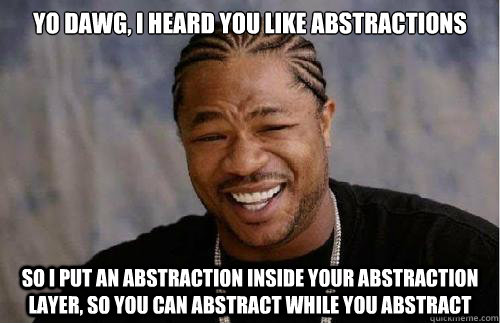 YO DAWG, I HEARD YOU LIKE ABSTRACTIONS
SO I PUT AN ABSTRACTION INSIDE YOUR ABSTRACTION
LAYER, SO YOU CAN ABSTRACT WHILE YOU ABSTRACT
quickmeme.com